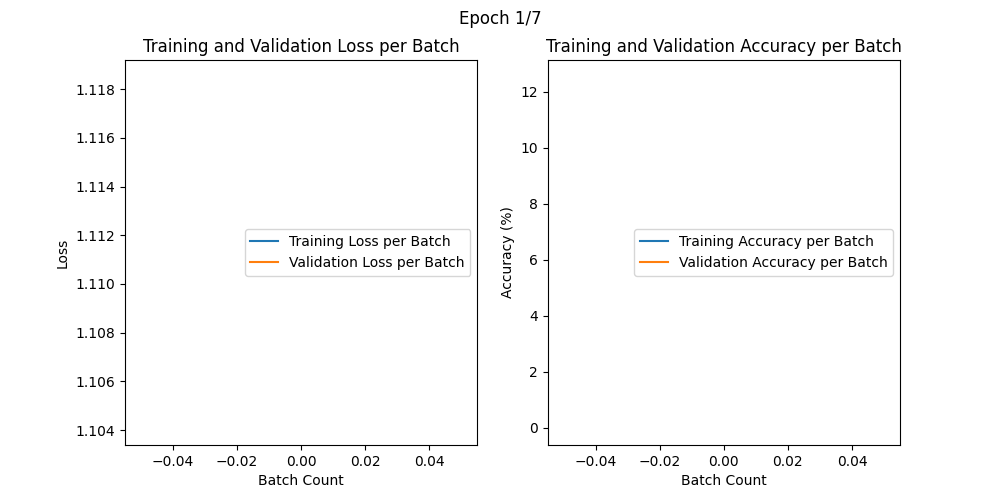 Epoch 1/7
Training and Validation Loss per Batch
1.118
1.116
1.114
1.112
1.110
1.108
1.106
1.104
Loss
Training Loss per Batch
Validation Loss per Batch
−0.04 −0.02 0.00 0.02 0.04
Batch Count
Training and Validation Accuracy per Batch
12
10
8
6
4
2
0
Accuracy (%)
Training Accuracy per Batch
Validation Accuracy per Batch
−0.04 −0.02 0.00 0.02 0.04
Batch Count